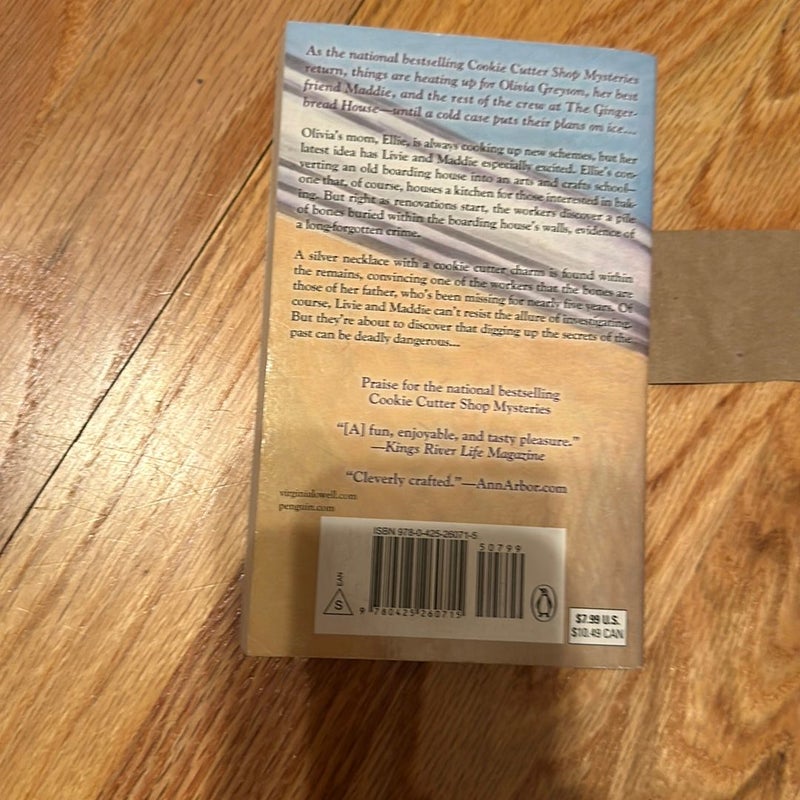 As the national bestselling Cookie Cutter Shop Mysteries
return, things are heating up for Olivia Greyson, her best
friend Maddie, and the rest of the crew at The Ginger-
bread House—until a cold case puts their plans on ice....
Olivia's mom, Ellie, is always cooking up new schemes, but her
latest idea has Livie and Maddie especially excited. Ellie's con-
verting an old boarding house into an arts and crafts school—
one that, of course, houses a kitchen for those interested in bak-
ing. But right as renovations start, the workers discover a pile
of bones buried within the boarding house's walls, evidence of
a long-forgotten crime.
A silver necklace with a cookie cutter charm is found within
the remains, convincing one of the workers that the bones are
those of her father, who's been missing for nearly five years. Of
course, Livie and Maddie can't resist the allure of investigating.
But they're about to discover that digging up the secrets of the
past can be deadly dangerous...
Praise for the national bestselling
Cookie Cutter Shop Mysteries
“[A] fun, enjoyable, and tasty pleasure.”
—Kings River Life Magazine
“Cleverly crafted.”—AnnArbor.com
virginialowell.com
penguin.com
ISBN 978-0-425-26071-5
50799
EAN
S
9 780425 260715
$7.99 U.S.
$10.49 CAN